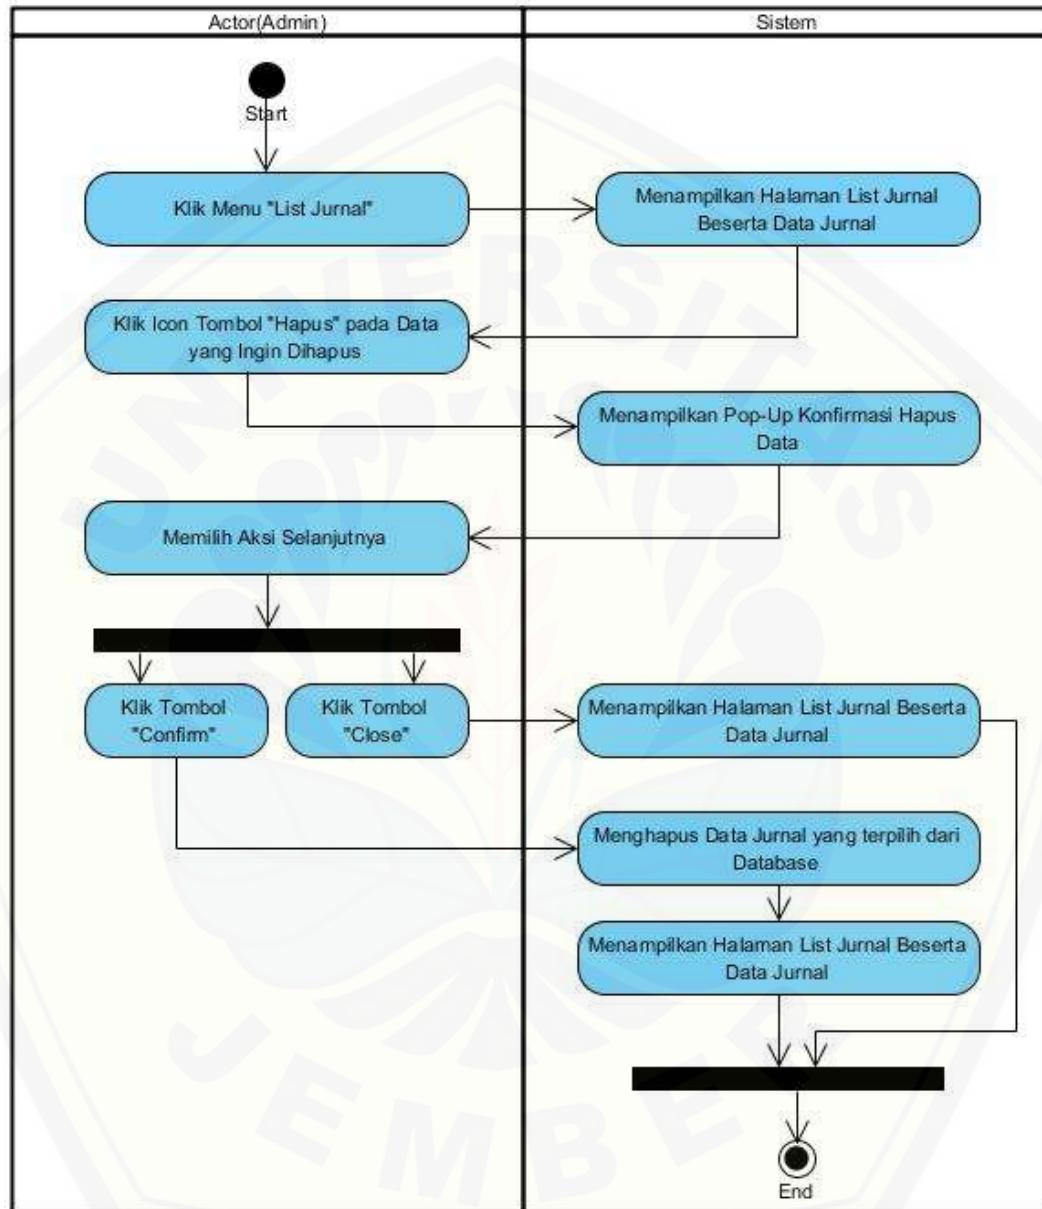 Actor(Admin)
Sistem
Start
Klik Menu "List Jurnal"
Menampilkan Halaman List Jurnal
Beserta Data Jurnal
Klik Icon Tombol "Hapus" pada Data
yang Ingin Dihapus
Menampilkan Pop-Up Konfirmasi Hapus
Data
Memilih Aksi Selanjutnya
Klik Tombol
"Confirm"
Klik Tombol
"Close"
Menampilkan Halaman List Jurnal Beserta
Data Jurnal
Menghapus Data Jurnal yang terpilih dari
Database
Menampilkan Halaman List Jurnal Beserta
Data Jurnal
End
UNIVERSITAS
JEMBER